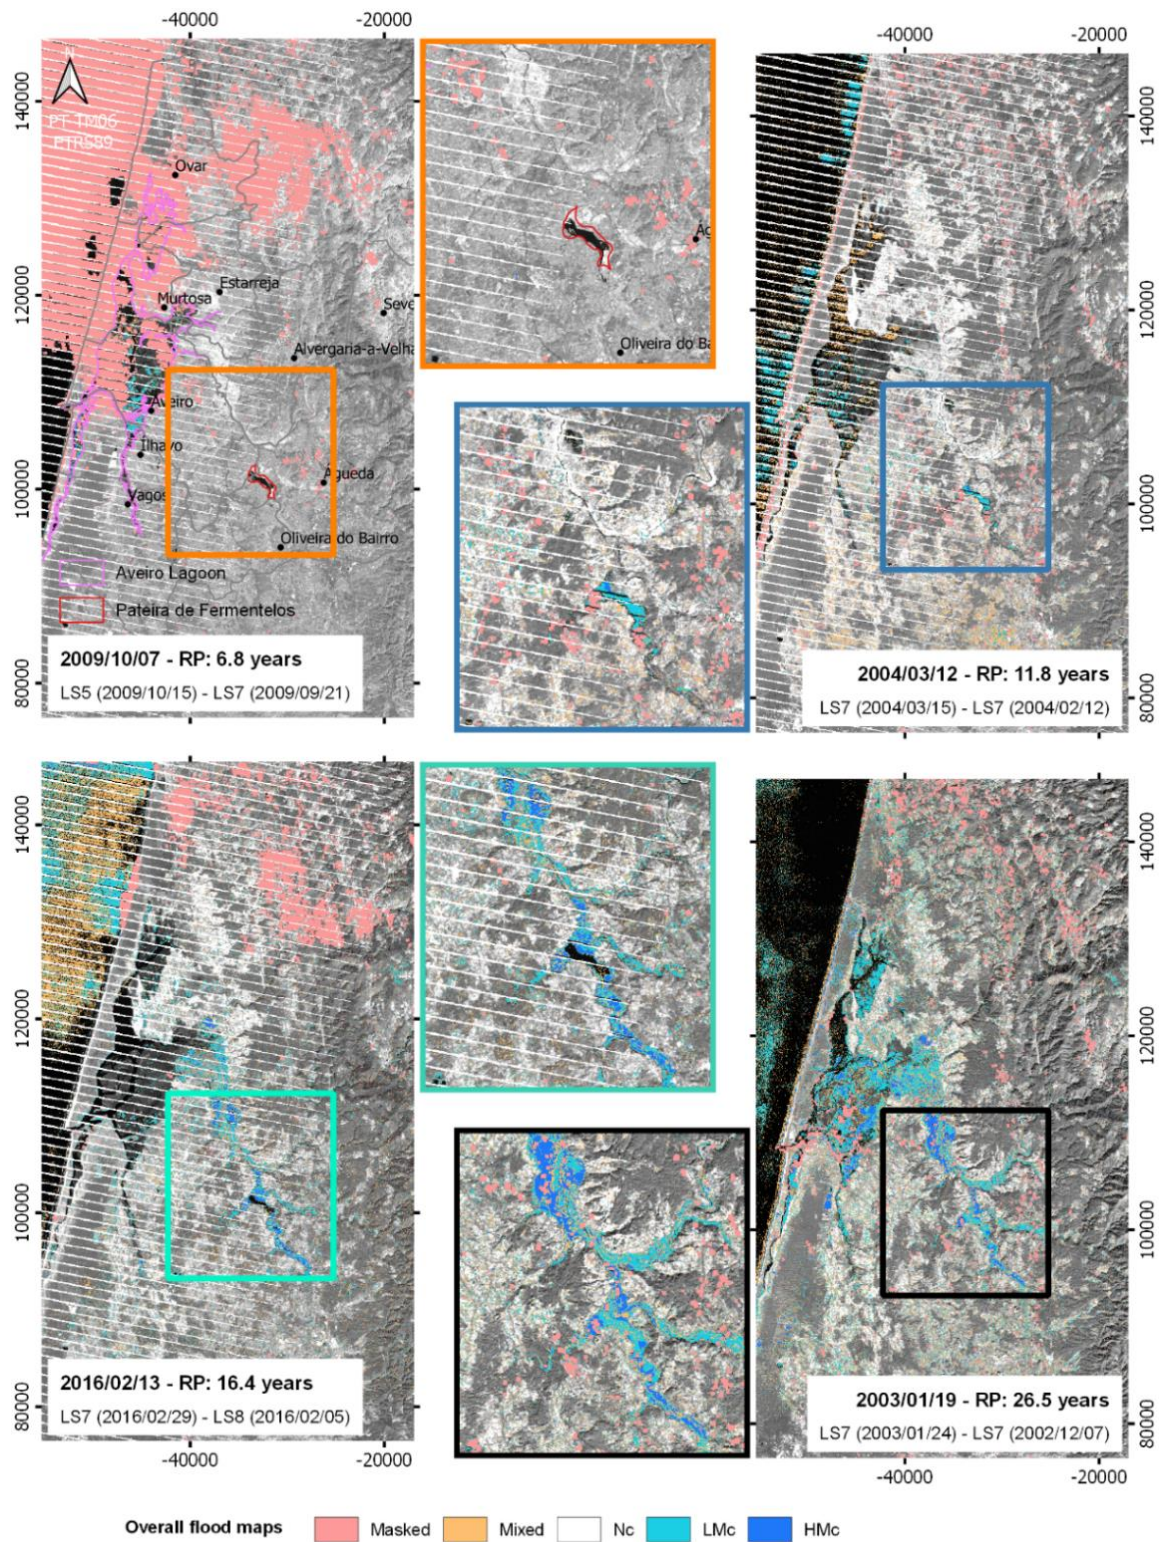 -40000
-20000
-40000
-20000
140000
120000
100000
80000
N
PT-TM06
PTRS89
Ovar
Murtosa
Estarreja
Seve
Alvergaria-a-Velha
Aveiro
Ílhavo
Vagos
Águeda
Oliveira do Bairro
Aveiro Lagoon
Pateira de Fermentelos
2009/10/07 - RP: 6.8 years
LS5 (2009/10/15) - LS7 (2009/09/21)
Ág
Oliveira do Ba
140000
120000
100000
80000
2004/03/12 - RP: 11.8 years
LS7 (2004/03/15) - LS7 (2004/02/12)
140000
120000
100000
80000
2016/02/13 - RP: 16.4 years
LS7 (2016/02/29) - LS8 (2016/02/05)
140000
120000
100000
80000
2003/01/19 - RP: 26.5 years
LS7 (2003/01/24) - LS7 (2002/12/07)
-40000
-20000
-40000
-20000
Overall flood maps
Masked
Mixed
Nc
LMc
HMc